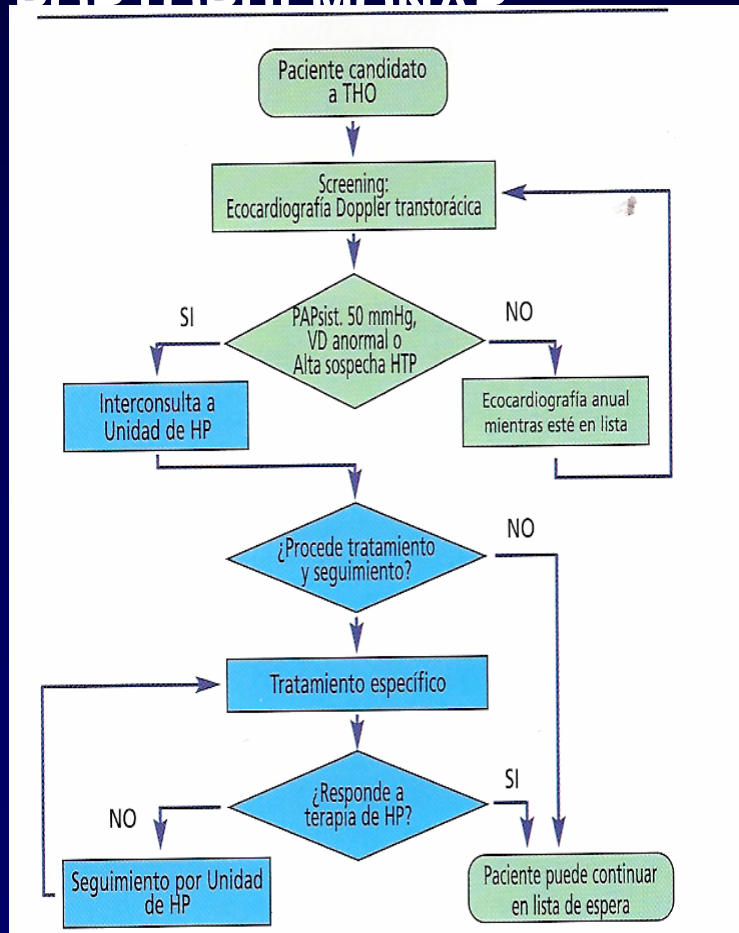 Paciente candidato
a THO
Screening:
Ecocardiografía Doppler transtorácica
SI
PAPsist. 50 mmHg,
VD anormal o
Alta sospecha HTP
NO
Interconsulta a
Unidad de HP
Ecocardiografía anual
mientras esté en lista
¿Procede tratamiento
y seguimiento?
NO
Tratamiento específico
¿Responde a
terapia de HP?
SI
NO
Seguimiento por Unidad
de HP
Paciente puede continuar
en lista de espera